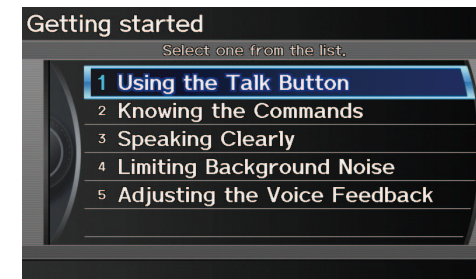 Getting started
Select one from the list.
1 Using the Talk Button
2 Knowing the Commands
3 Speaking Clearly
4 Limiting Background Noise
5 Adjusting the Voice Feedback